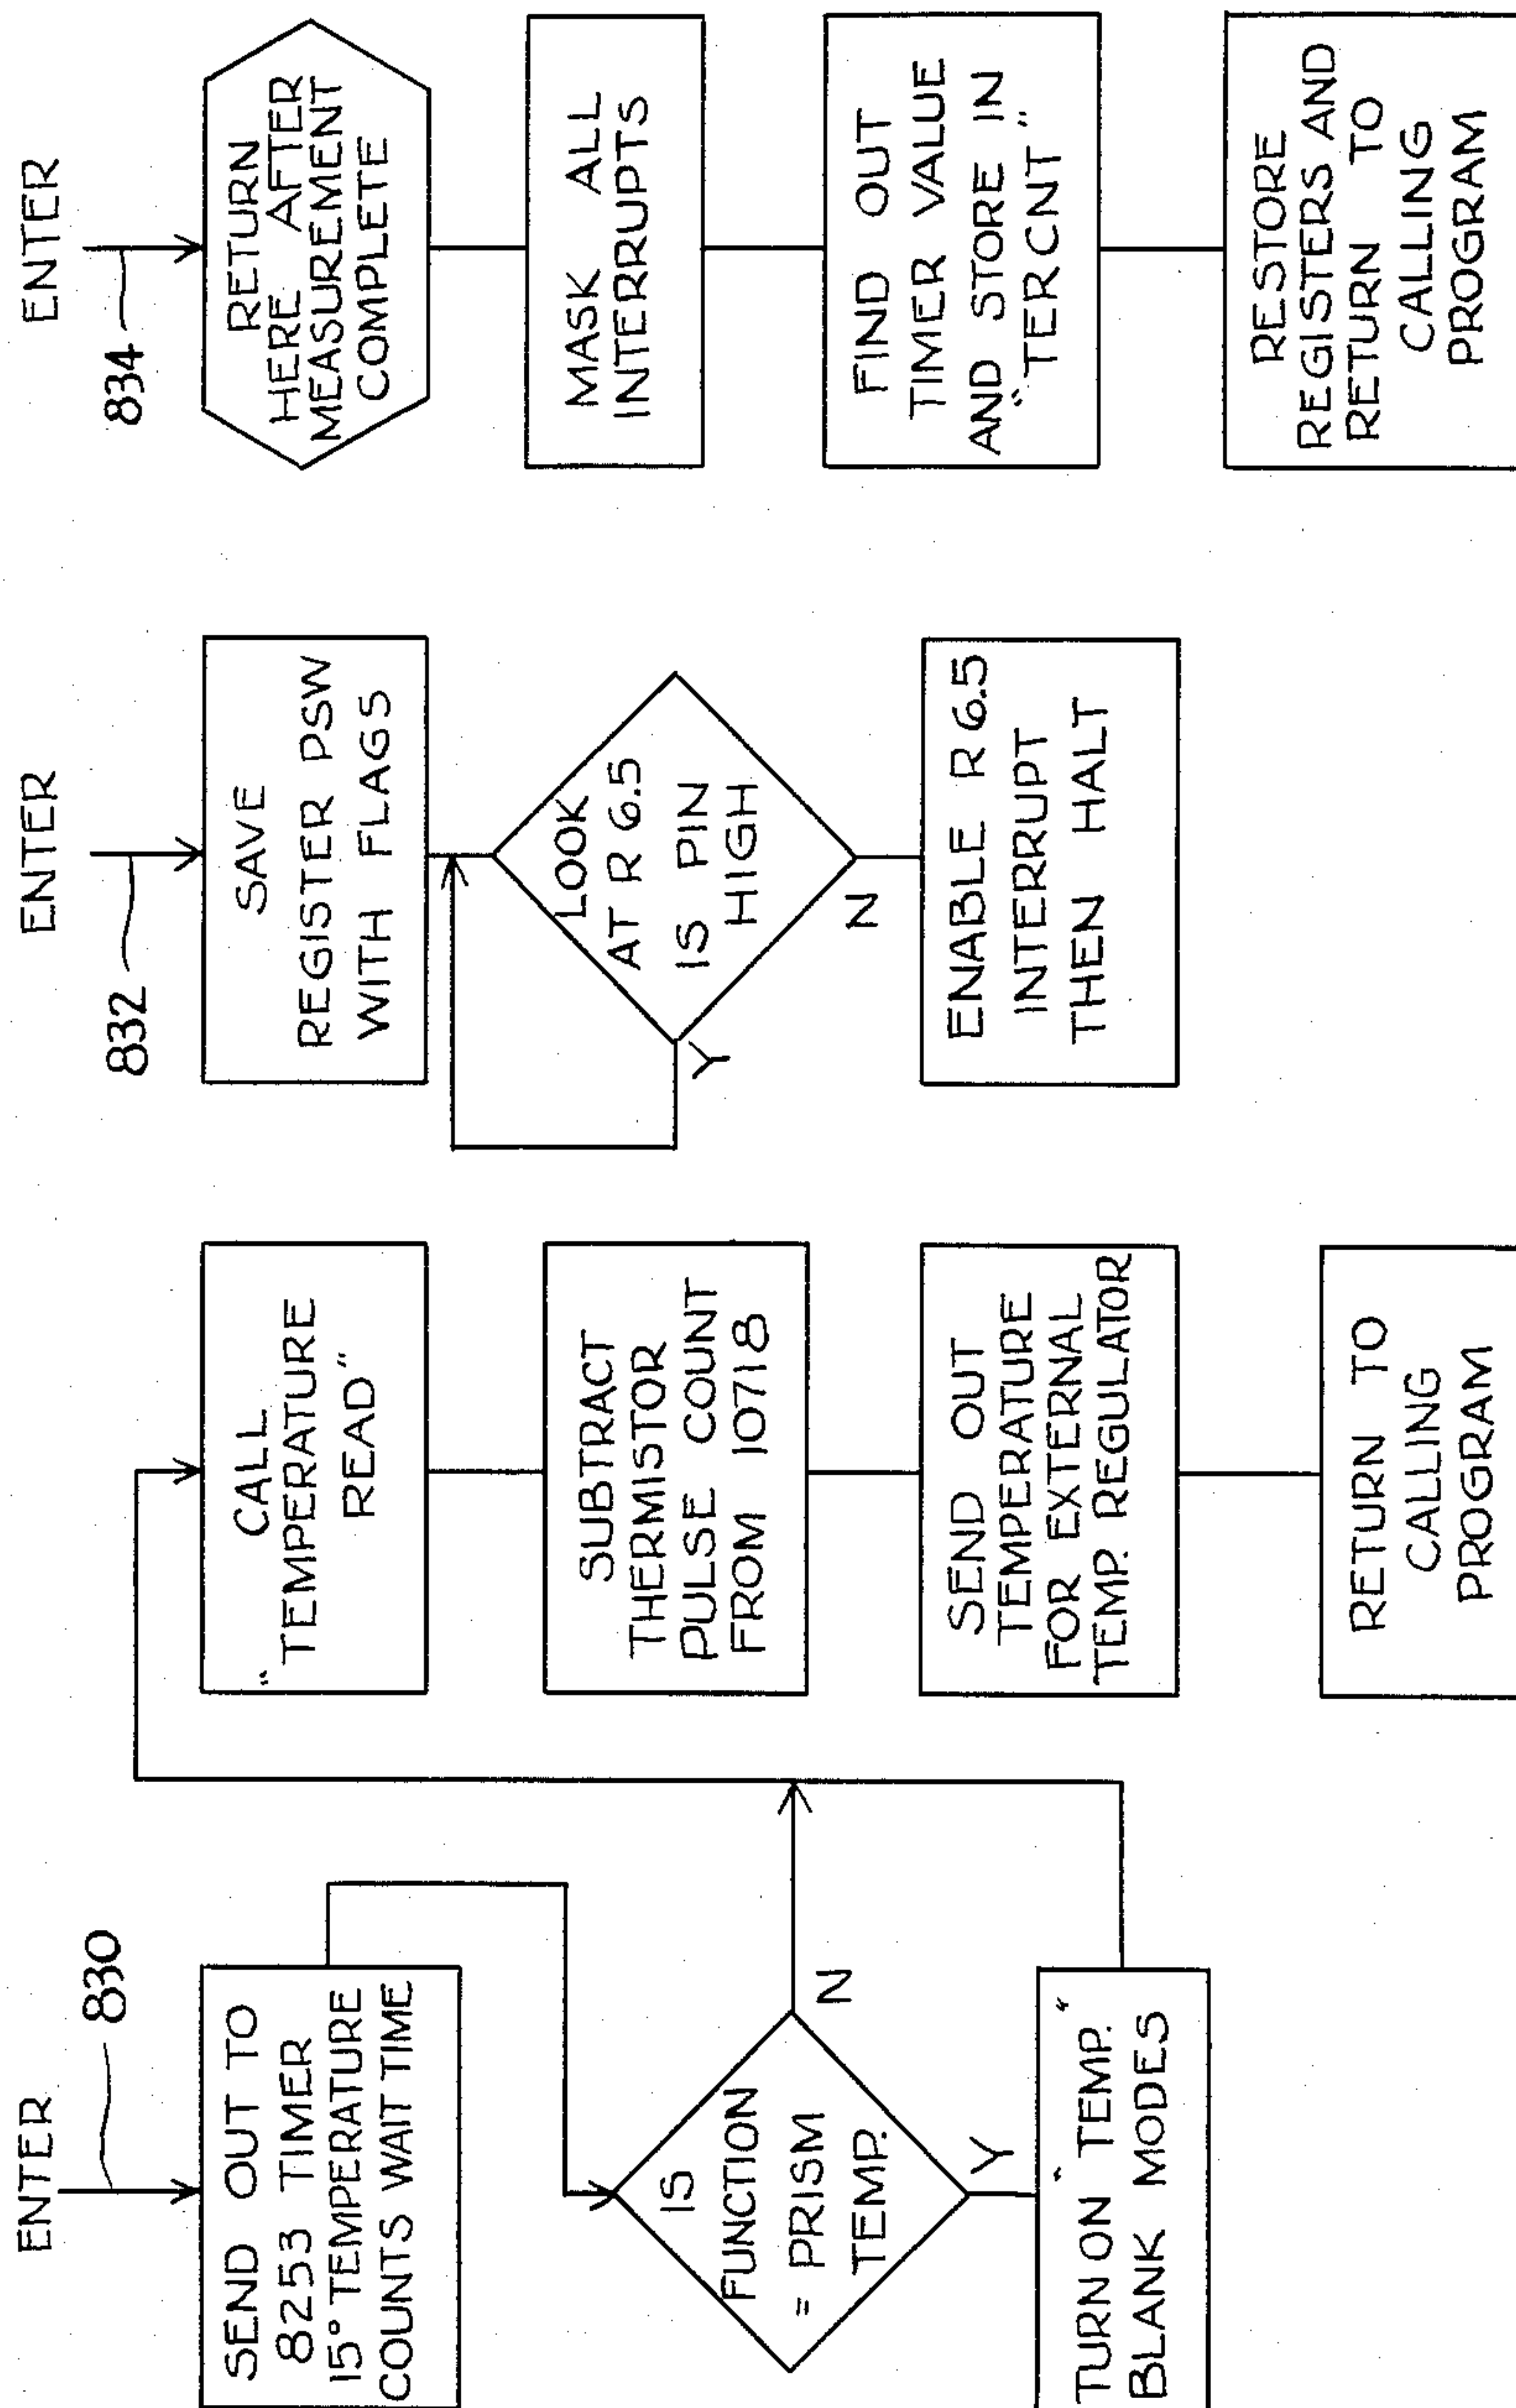 ENTER
830
SEND OUT TO
8253 TIMER
15° TEMPERATURE
COUNTS WAIT TIME
IS
FUNCTION
= PRISM
TEMP.
N
Y
TURN ON "TEMP."
BLANK MODES
CALL
"TEMPERATURE
READ"
SUBTRACT
THERMISTOR
PULSE COUNT
FROM 10718
SEND OUT
TEMPERATURE
FOR EXTERNAL
TEMP. REGULATOR
RETURN TO
CALLING
PROGRAM
ENTER
832
SAVE
REGISTER PSW
WITH FLAGS
LOOK
AT R 6.5
IS PIN
HIGH
Y
N
ENABLE R 6.5
INTERRUPT
THEN HALT
ENTER
834
RETURN
HERE AFTER
MEASUREMENT
COMPLETE
MASK ALL
INTERRUPTS
FIND OUT
TIMER VALUE
AND STORE IN
"TERCNT"
RESTORE
REGISTERS AND
RETURN TO
CALLING
PROGRAM